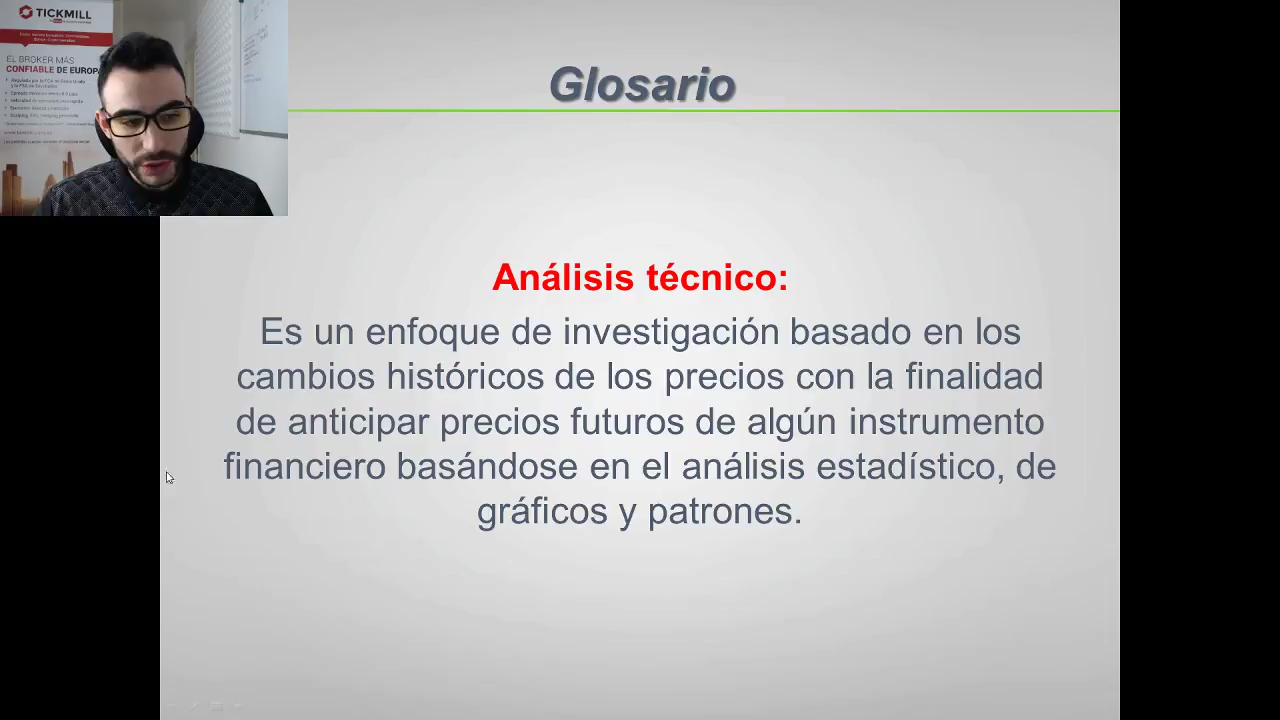 TICKMILL
EL BROKER MÁS
CONFIABLE DE EUROPA
Glosario
Análisis técnico:
Es un enfoque de investigación basado en los
cambios históricos de los precios con la finalidad
de anticipar precios futuros de algún instrumento
financiero basándose en el análisis estadístico, de
gráficos y patrones.